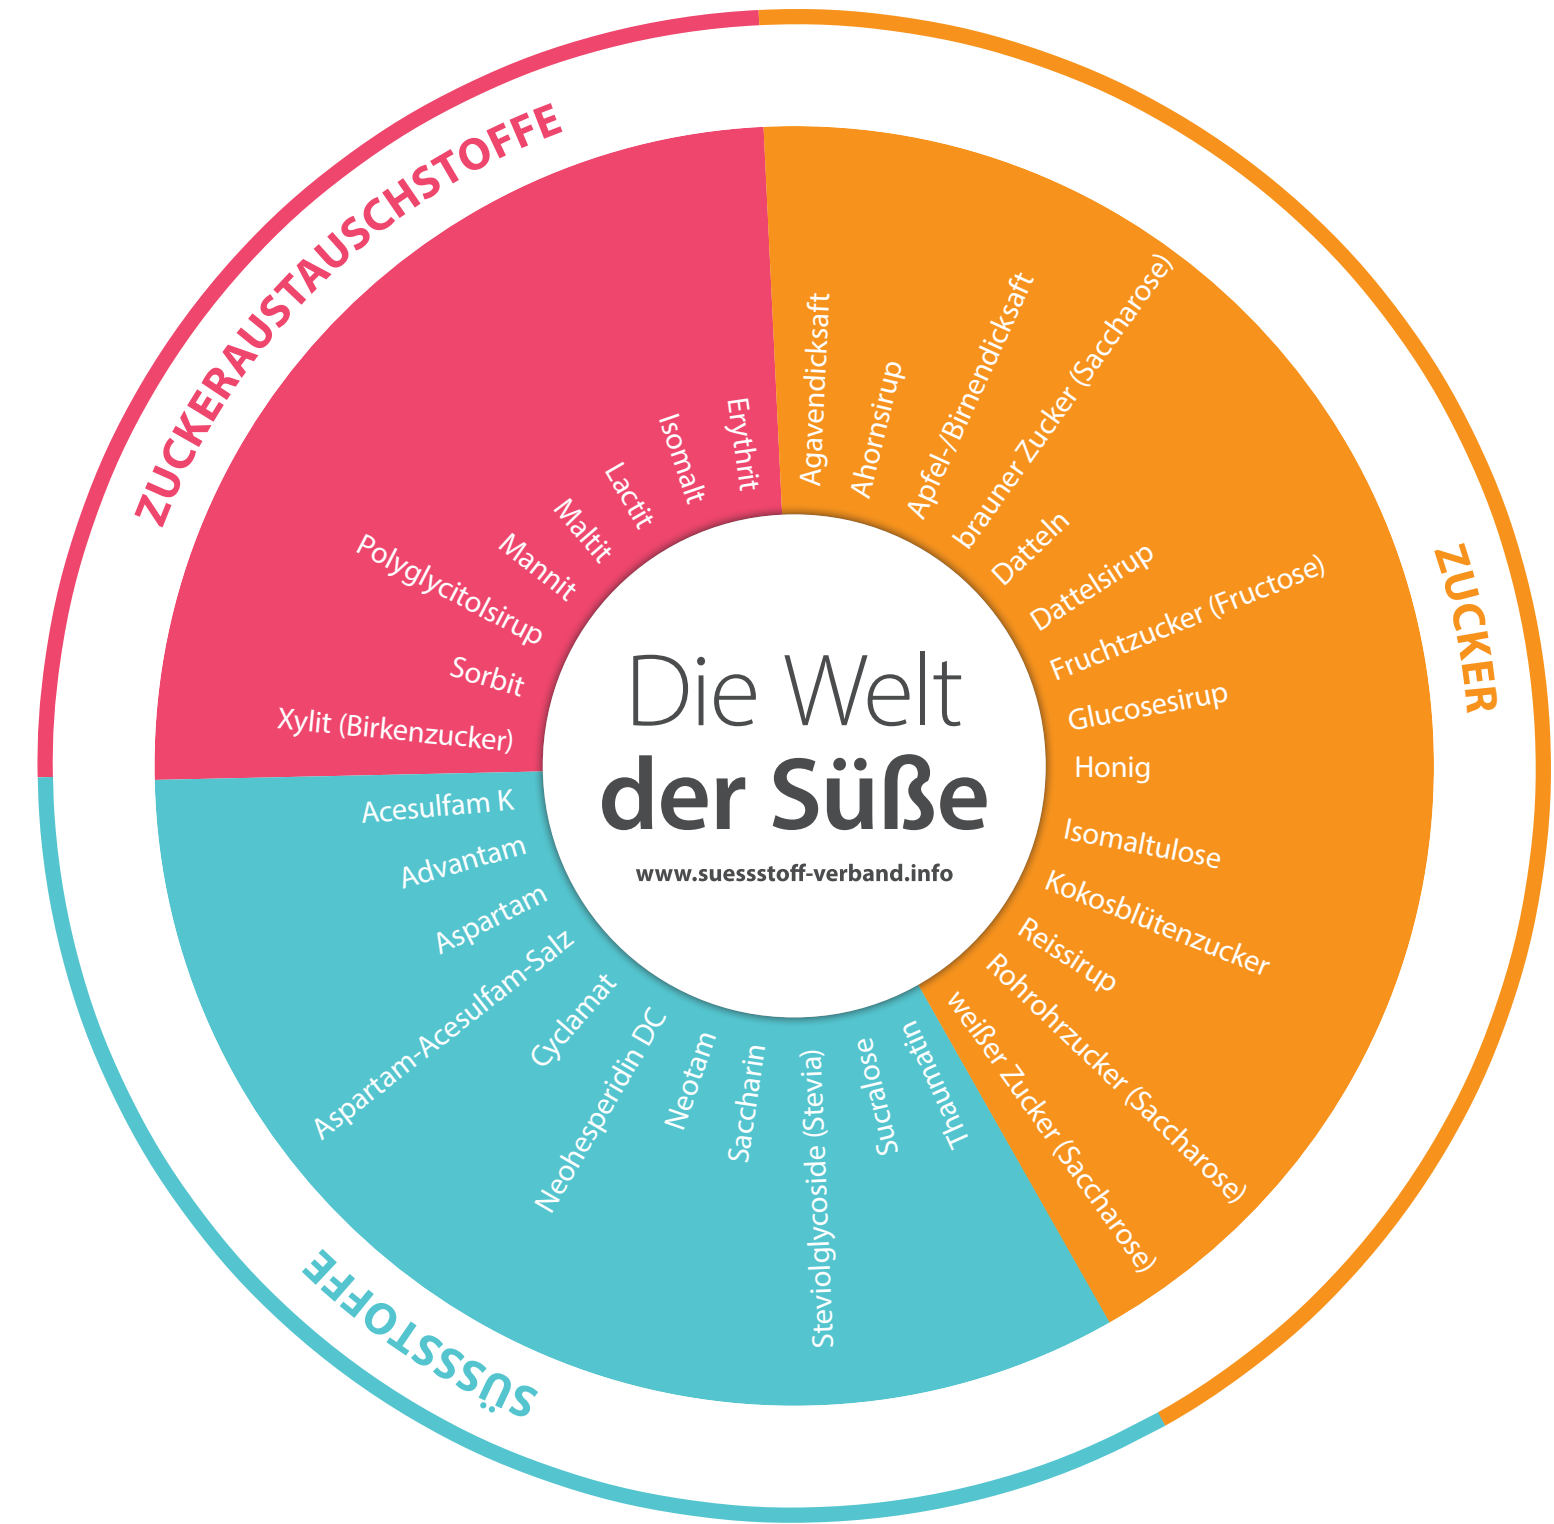 Die Welt
der Süße
www.suessstoff-verband.info
ZUCKER
Agavendicksaft
Ahornsirup
Apfel-/Birnendicksaft
brauner Zucker (Saccharose)
Datteln
Dattelsirup
Fruchtzucker (Fructose)
Glucosesirup
Honig
Isomaltulose
Kokosblütenzucker
Reissirup
Rohrohrzucker (Saccharose)
weißer Zucker (Saccharose)
SÜSSSTOFFE
Thaumatin
Sucralose
Steviolglycoside (Stevia)
Saccharin
Neotam
Neohesperidin DC
Cyclamat
Aspartam-Acesulfam-Salz
Aspartam
Advantam
Acesulfam K
ZUCKERAUSTAUSCHSTOFFE
Xylit (Birkenzucker)
Sorbit
Polyglycitolsirup
Mannit
Maltit
Lactit
Isomalt
Erythrit